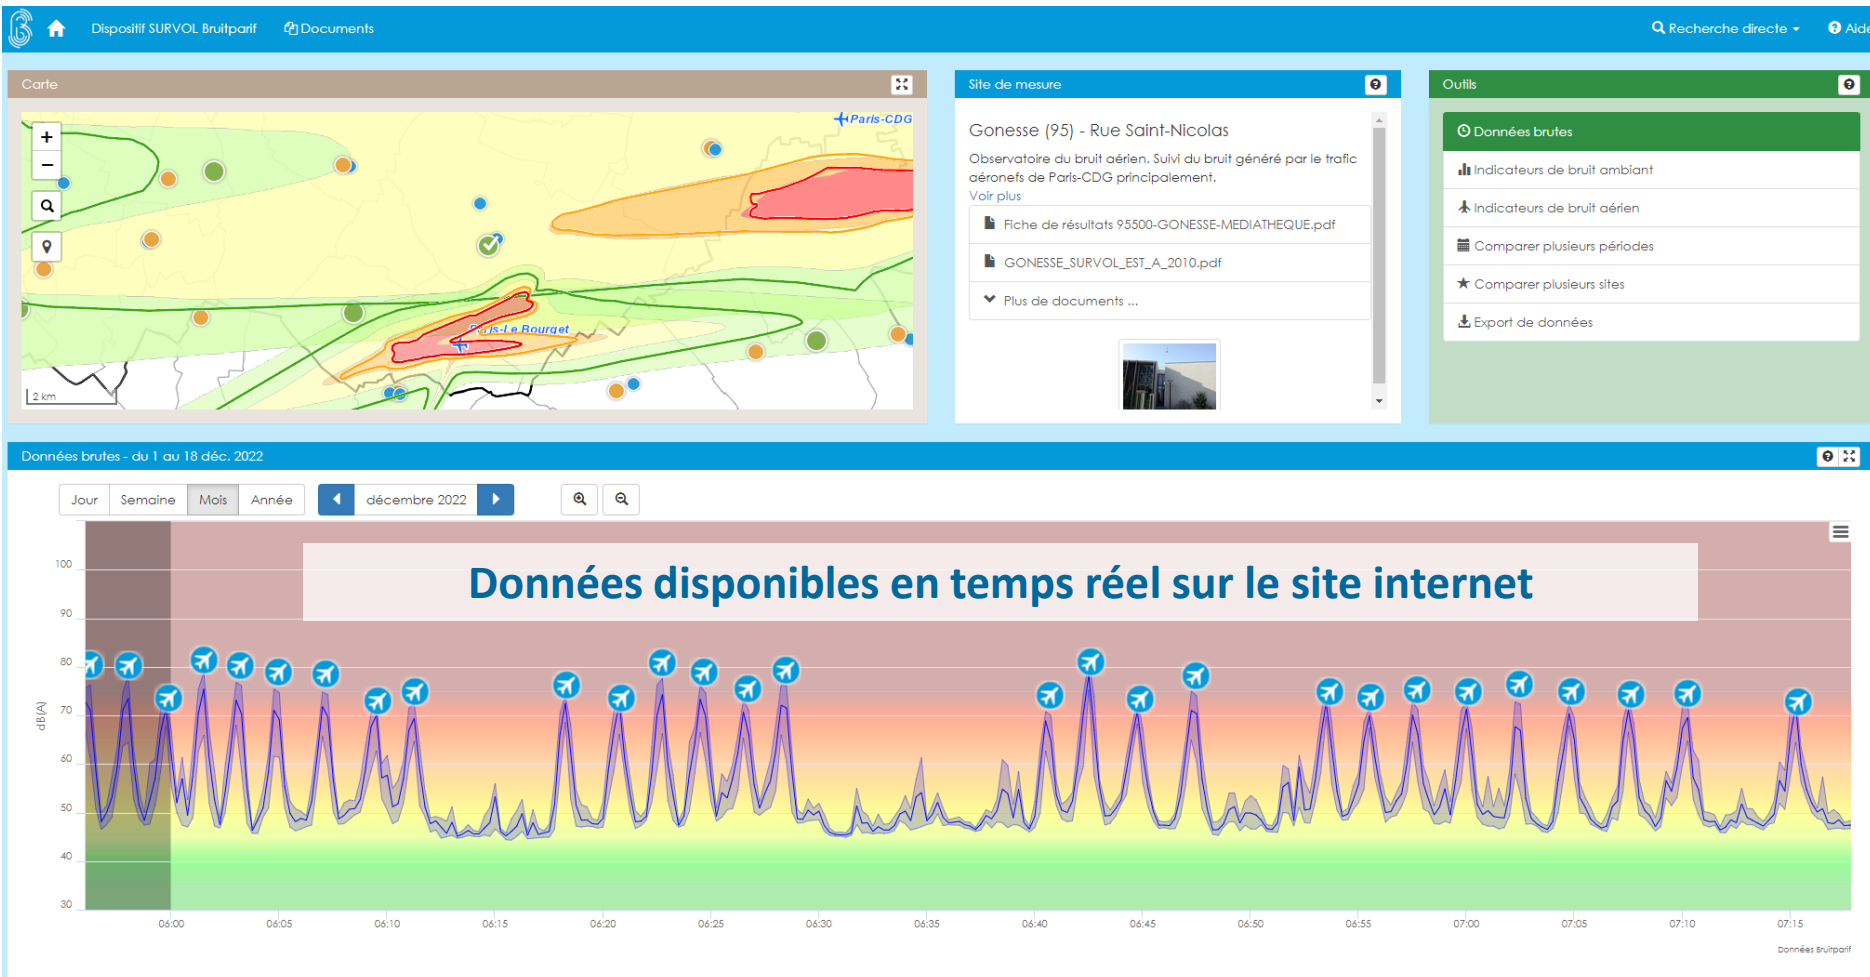 Dispositif SURVOL Bruitparif
Documents
Recherche directe
Aide
Carte
+
−
Paris-CDG
Paris-Le Bourget
2 km
Site de mesure
Gonesse (95) - Rue Saint-Nicolas
Observatoire du bruit aérien. Suivi du bruit généré par le trafic
aéronefs de Paris-CDG principalement.
Voir plus
Fiche de résultats 95500-GONESSE-MEDIATHEQUE.pdf
GONESSE_SURVOL_EST_A_2010.pdf
Plus de documents ...
Outils
Données brutes
Indicateurs de bruit ambiant
Indicateurs de bruit aérien
Comparer plusieurs périodes
Comparer plusieurs sites
Export de données
Données brutes - du 1 au 18 déc. 2022
Jour Semaine Mois Année
décembre 2022
Données disponibles en temps réel sur le site internet
dB(A)
100
90
80
70
60
50
40
30
06:00 06:05 06:10 06:15 06:20 06:25 06:30 06:35 06:40 06:45 06:50 06:55 07:00 07:05 07:10 07:15
Données Bruitparif